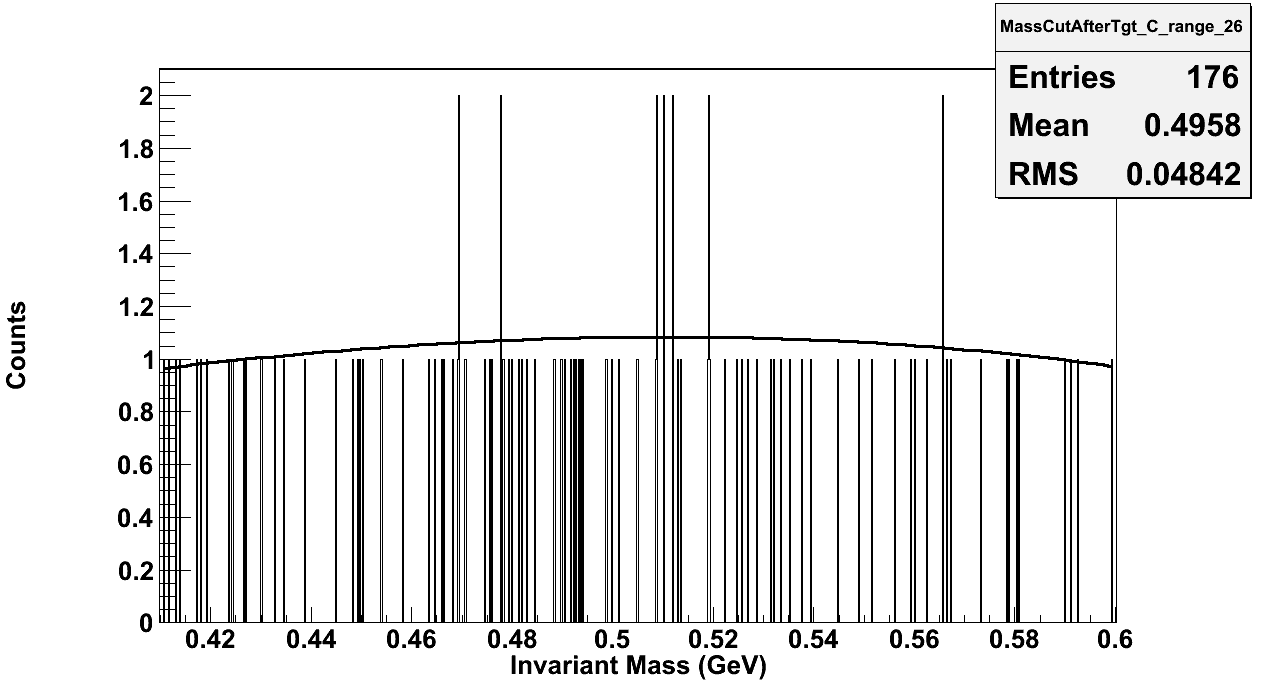 MassCutAfterTgt_C_range_26
Entries 176
Mean 0.4958
RMS 0.04842
2
1.8
1.6
1.4
1.2
1
0.8
0.6
0.4
0.2
0
Counts
0.42 0.44 0.46 0.48 0.5 0.52 0.54 0.56 0.58 0.6
Invariant Mass (GeV)